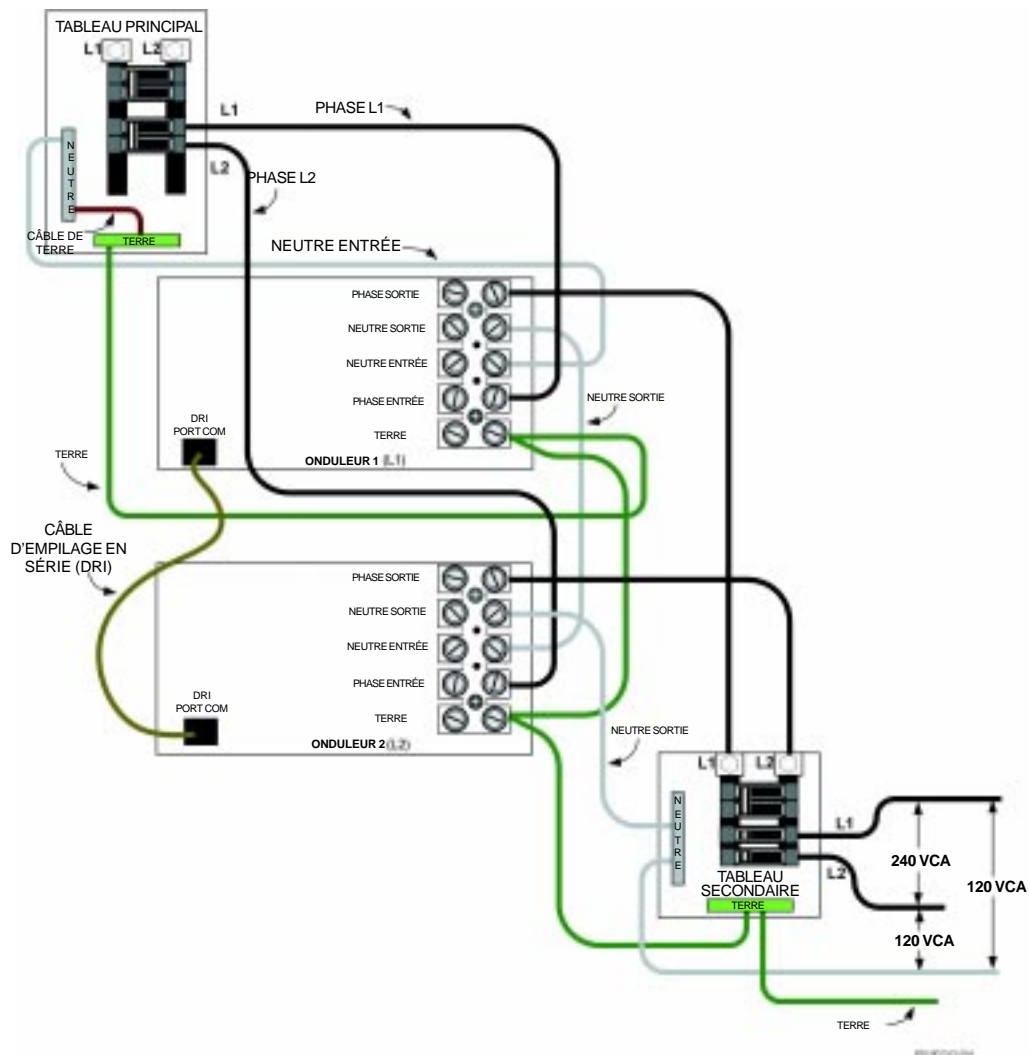 TABLEAU PRINCIPAL
L1 L2
L1
PHASE L1
L2
PHASE L2
NEUTRE
CÂBLE DE
TERRE
TERRE
NEUTRE ENTRÉE
PHASE SORTIE
NEUTRE SORTIE
NEUTRE ENTRÉE
PHASE ENTRÉE
TERRE
DRI
PORT COM
ONDULEUR 1 (L1)
NEUTRE SORTIE
TERRE
CÂBLE
D'EMPILAGE EN
SÉRIE (DRI)
PHASE SORTIE
NEUTRE SORTIE
NEUTRE ENTRÉE
PHASE ENTRÉE
TERRE
DRI
PORT COM
ONDULEUR 2 (L2)
NEUTRE SORTIE
L1 L2
NEUTRE
L1
L2
TABLEAU
SECONDAIRE
TERRE
240 VCA
120 VCA
120 VCA
TERRE